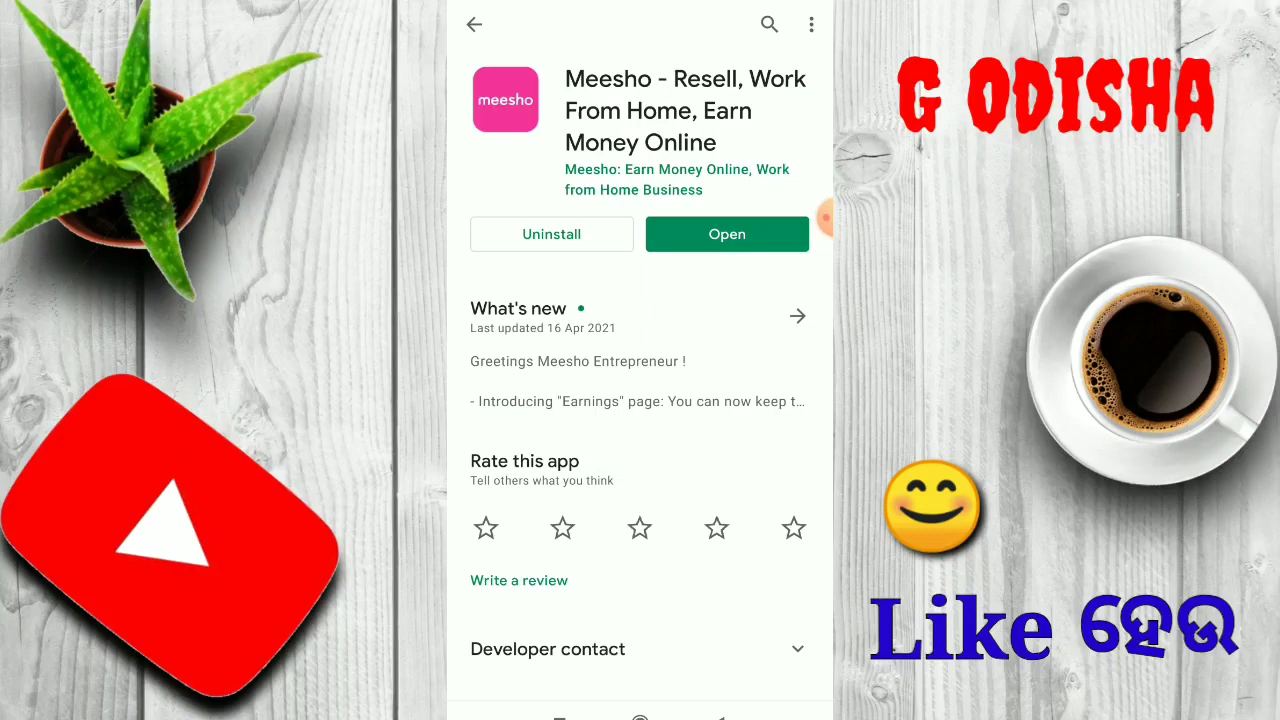 meesho
Meesho - Resell, Work
From Home, Earn
Money Online
Meesho: Earn Money Online, Work
from Home Business
Uninstall
Open
What's new
Last updated 16 Apr 2021
Greetings Meesho Entrepreneur !
- Introducing "Earnings" page: You can now keep t...
Rate this app
Tell others what you think
Write a review
Developer contact
G ODISHA
Like ହେଉ